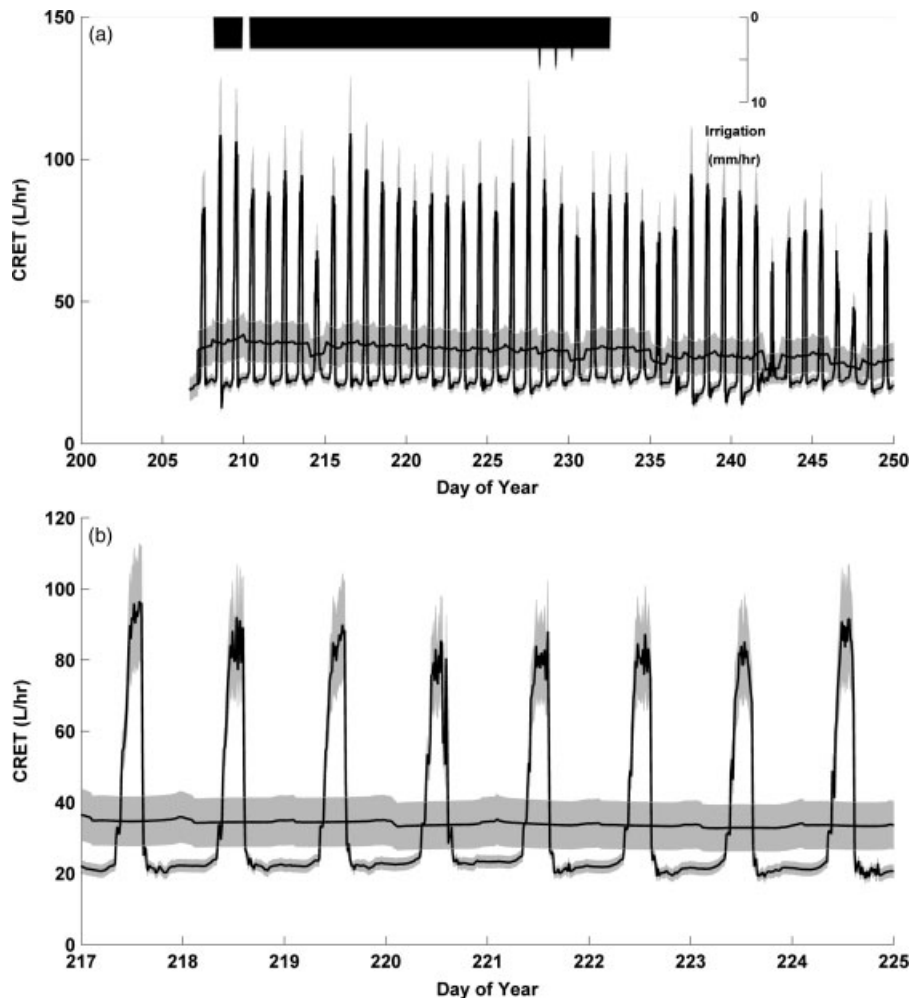 (a)
150
100
50
0
CRET (L/hr)
0
10
Irrigation
(mm/hr)
200 205 210 215 220 225 230 235 240 245 250
Day of Year
(b)
120
100
80
60
40
20
0
CRET (L/hr)
217 218 219 220 221 222 223 224 225
Day of Year